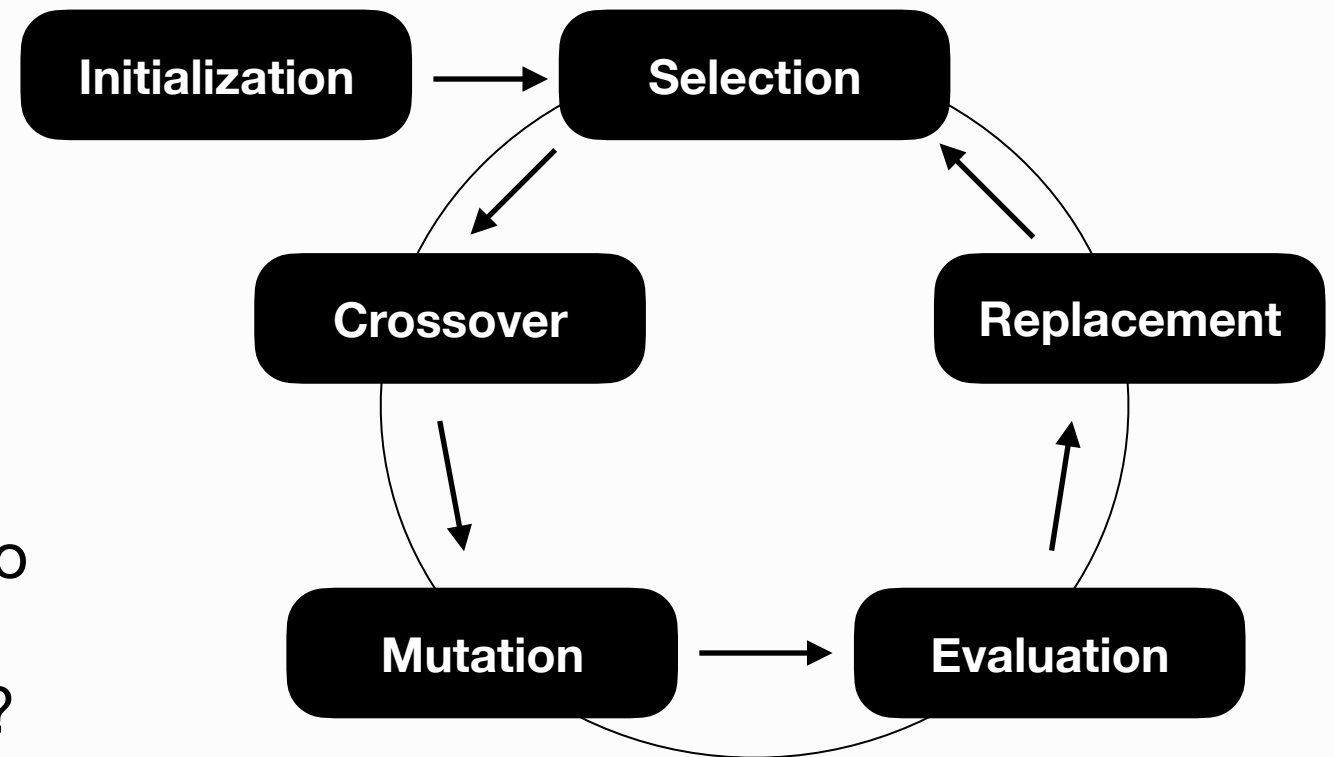 Initialization
Selection
Crossover
Replacement
o
Mutation
Evaluation
?